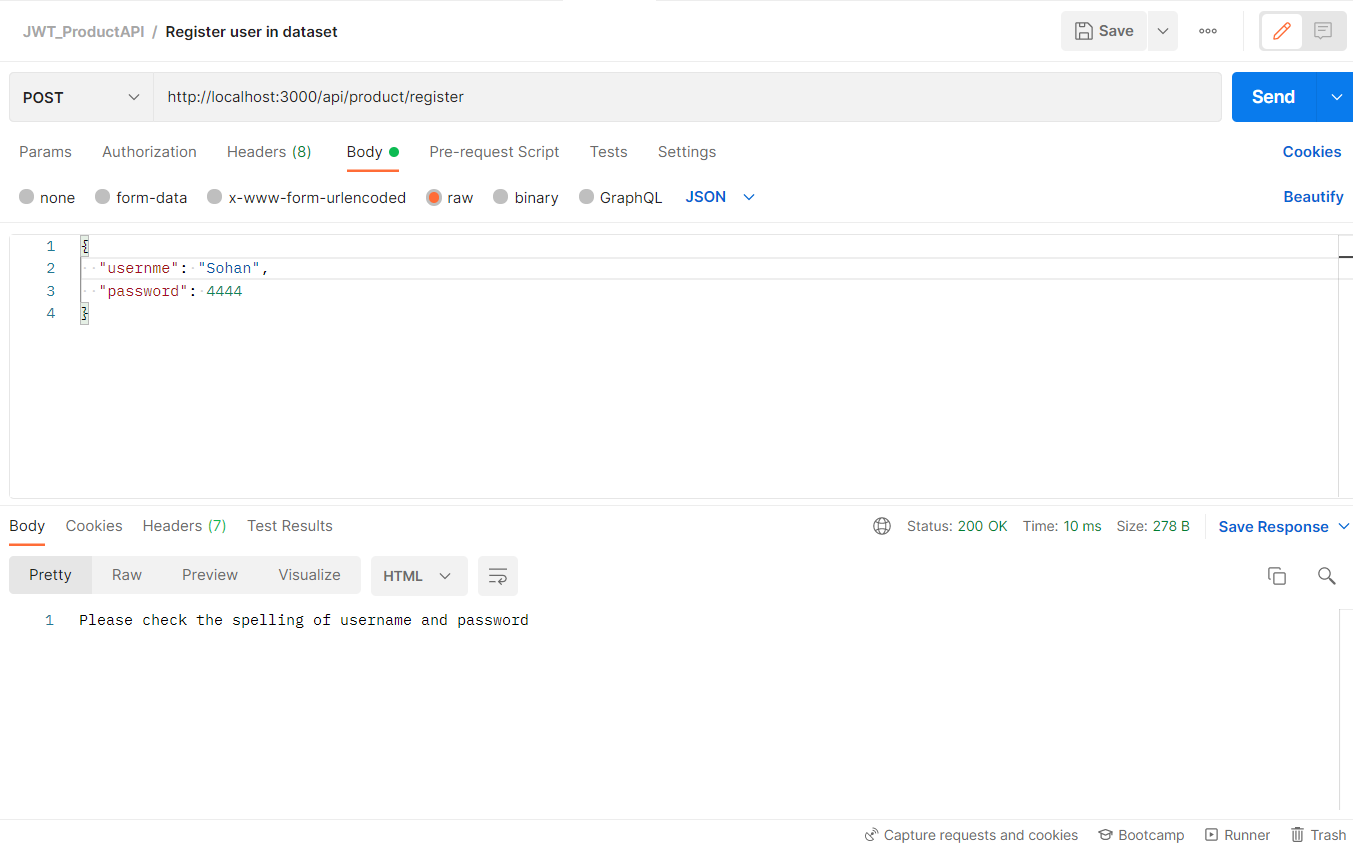 JWT_ProductAPI / Register user in dataset
Save
POST
http://localhost:3000/api/product/register
Send
Params Authorization Headers (8) Body Pre-request Script Tests Settings Cookies
none form-data x-www-form-urlencoded raw binary GraphQL JSON Beautify
1 {
2 "usernme": "Sohan",
3 "password": 4444
4 }
Body Cookies Headers (7) Test Results Status: 200 OK Time: 10 ms Size: 278 B Save Response
Pretty Raw Preview Visualize HTML
1 Please check the spelling of username and password
Capture requests and cookies Bootcamp Runner Trash